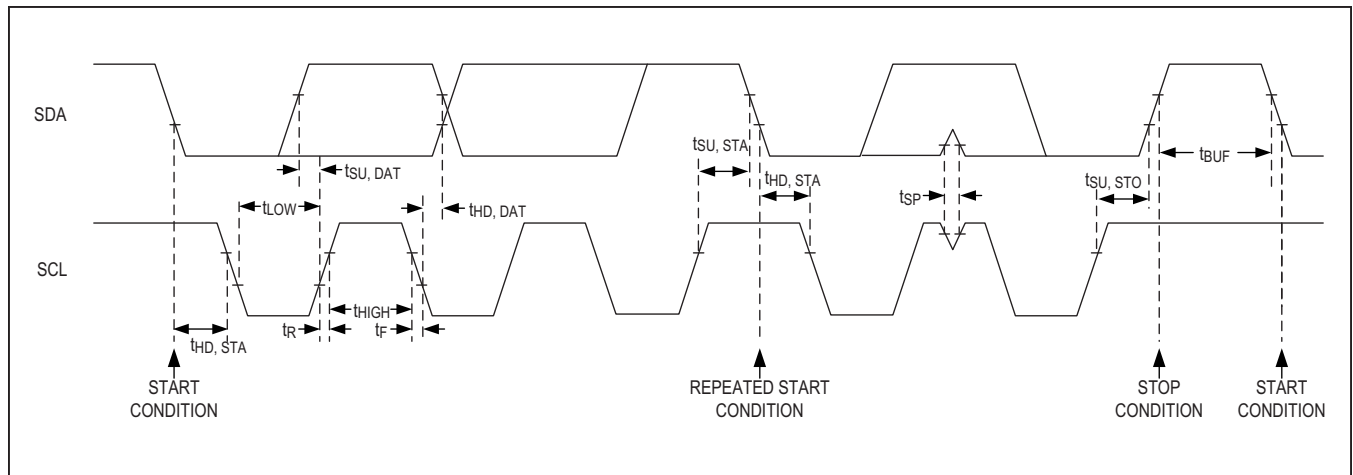 SDA
tSU, STA
tBUF
tSU, DAT
tHD, STA
tSU, STO
tLOW
tHD, DAT
tSP
SCL
tHIGH
tR
tF
tHD, STA
START
CONDITION
REPEATED START
CONDITION
STOP
CONDITION
START
CONDITION